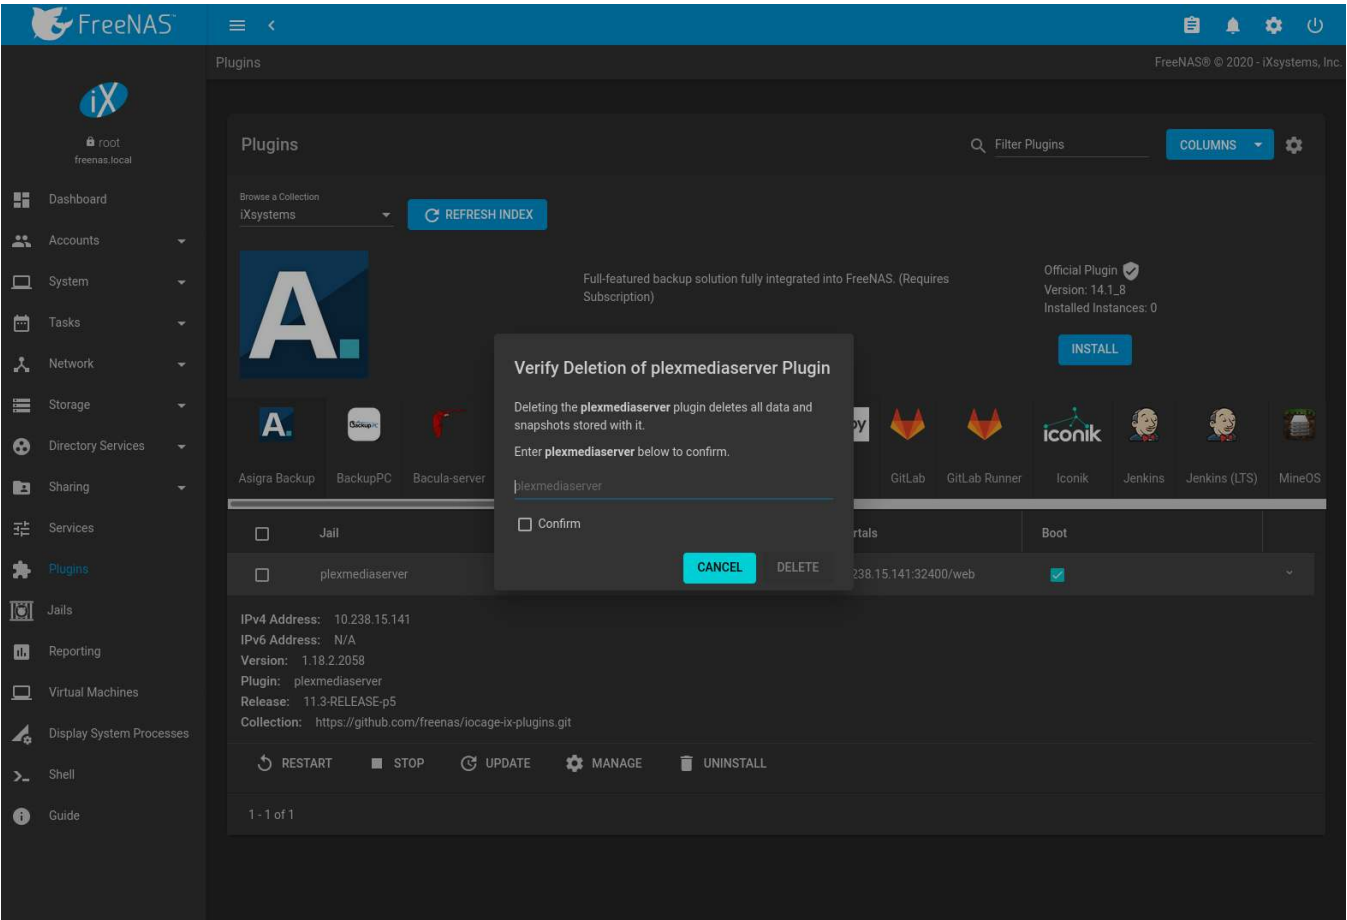 FreeNAS
Plugins
FreeNAS® © 2020 - iXsystems, Inc.
iX
root
freenas.local
Dashboard
Accounts
System
Tasks
Network
Storage
Directory Services
Sharing
Services
Plugins
Jails
Reporting
Virtual Machines
Display System Processes
Shell
Guide
Plugins
Filter Plugins
COLUMNS
Browse a Collection
iXsystems
REFRESH INDEX
A.
Full-featured backup solution fully integrated into FreeNAS. (Requires
Subscription)
Official Plugin
Version: 14.1_8
Installed Instances: 0
INSTALL
Verify Deletion of plexmediaserver Plugin
Deleting the plexmediaserver plugin deletes all data and
snapshots stored with it.
Enter plexmediaserver below to confirm.
plexmediaserver
Confirm
CANCEL
DELETE
A.
py
iconik
Asigra Backup
BackupPC
Bacula-server
GitLab
GitLab Runner
Iconik
Jenkins
Jenkins (LTS)
MineOS
Jail
rtals
Boot
plexmediaserver
238.15.141:32400/web
IPv4 Address: 10.238.15.141
IPv6 Address: N/A
Version: 1.18.2.2058
Plugin: plexmediaserver
Release: 11.3-RELEASE-p5
Collection: https://github.com/freenas/iocage-ix-plugins.git
RESTART
STOP
UPDATE
MANAGE
UNINSTALL
1 - 1 of 1